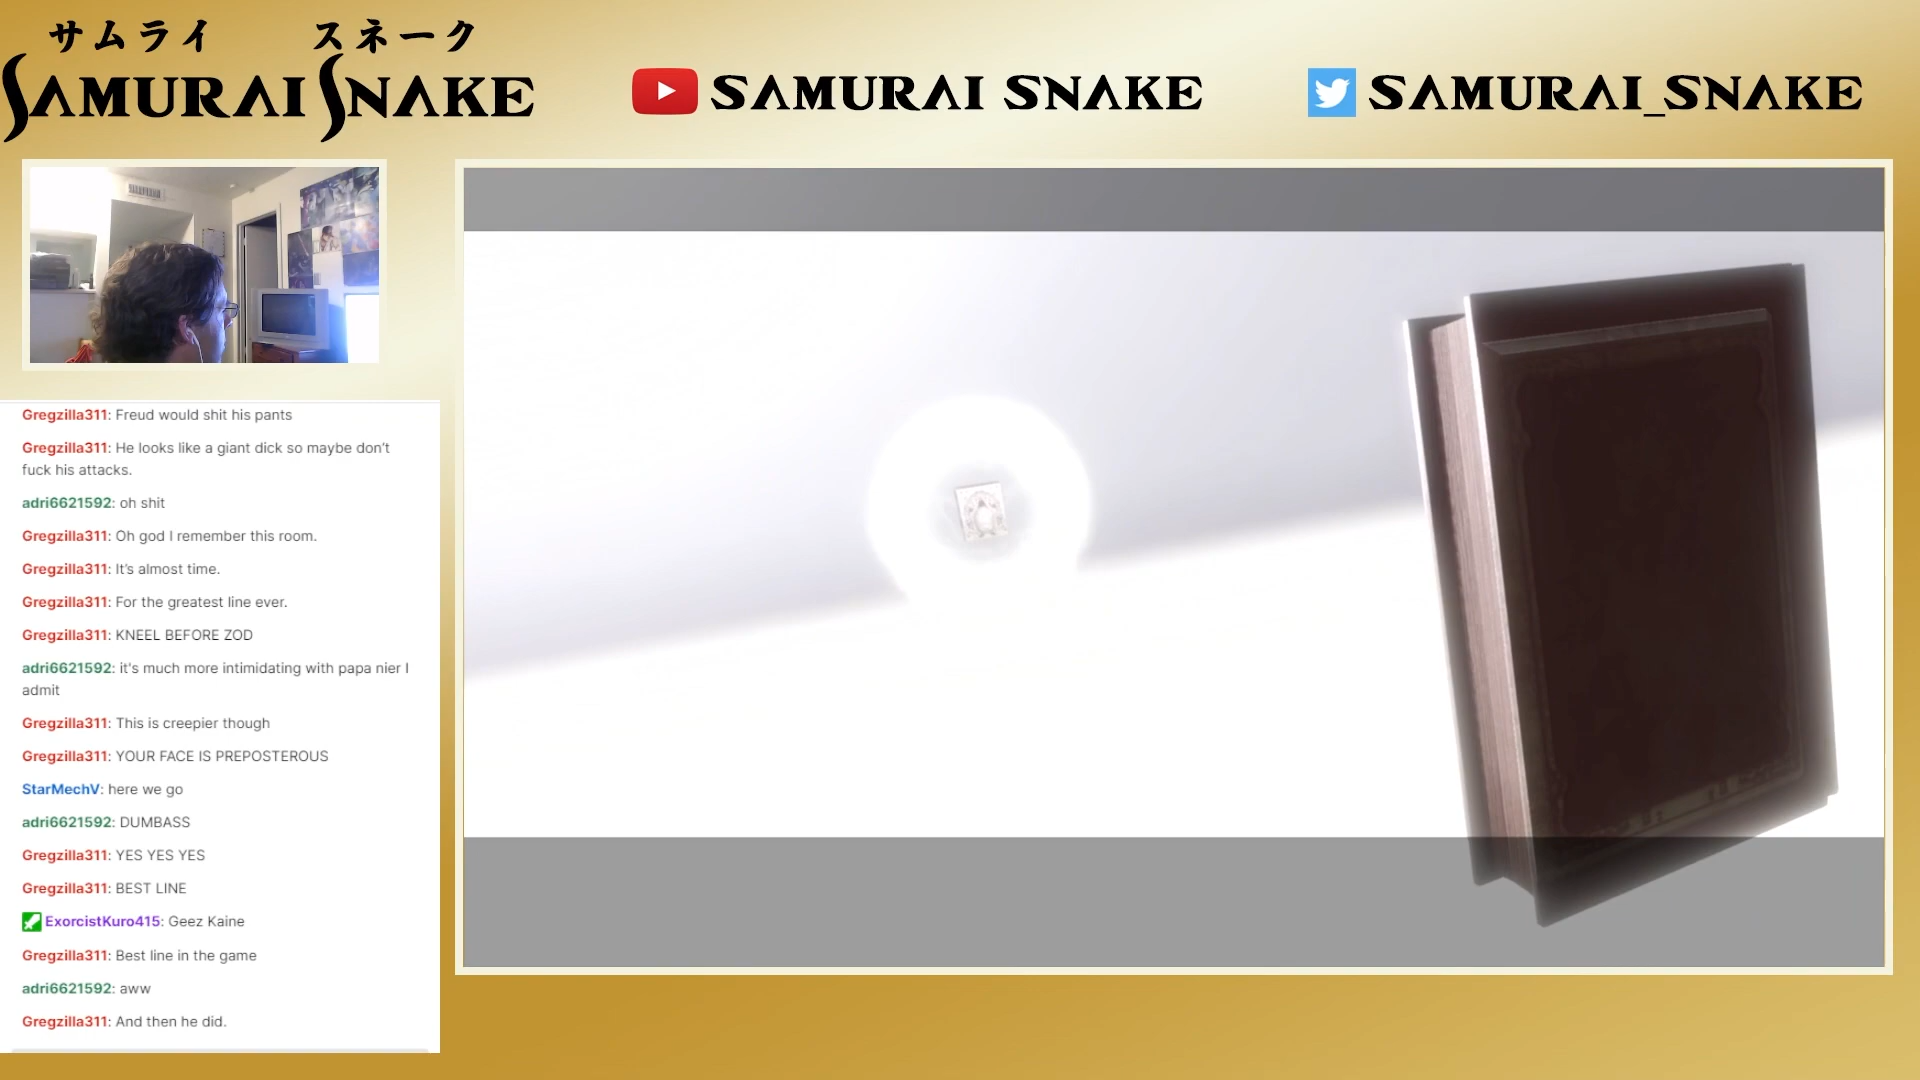 サムライ スネーク
SAMURAI SNAKE
SAMURAI SNAKE
SAMURAI_SNAKE
Gregzilla311: Freud would shit his pants
Gregzilla311: He looks like a giant dick so maybe don't
fuck his attacks.
adri6621592: oh shit
Gregzilla311: Oh god I remember this room.
Gregzilla311: It's almost time.
Gregzilla311: For the greatest line ever.
Gregzilla311: KNEEL BEFORE ZOD
adri6621592: it's much more intimidating with papa nier I
admit
Gregzilla311: This is creepier though
Gregzilla311: YOUR FACE IS PREPOSTEROUS
StarMechV: here we go
adri6621592: DUMBASS
Gregzilla311: YES YES YES
Gregzilla311: BEST LINE
ExorcistKuro415: Geez Kaine
Gregzilla311: Best line in the game
adri6621592: aww
Gregzilla311: And then he did.